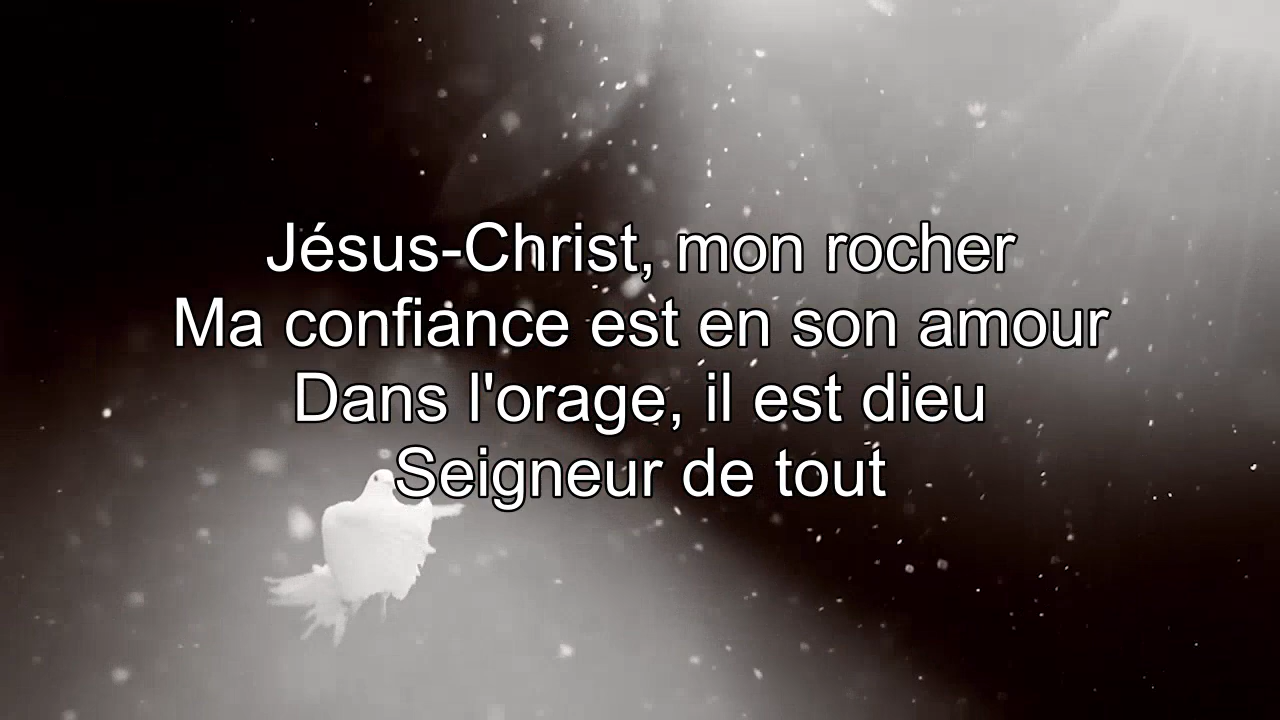 Jésus-Christ, mon rocher
Ma confiance est en son amour
Dans l'orage, il est dieu
Seigneur de tout